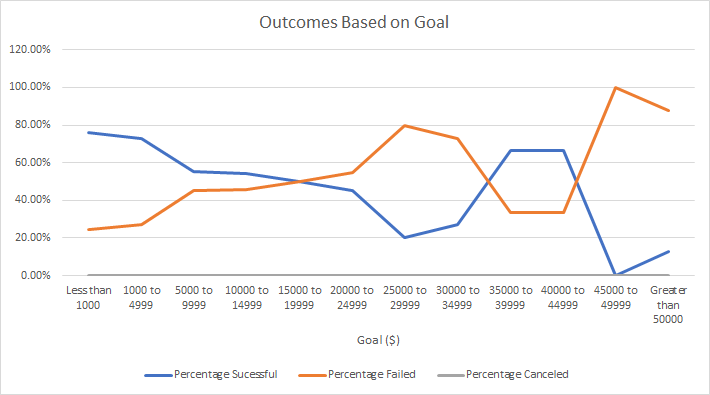 Outcomes Based on Goal
120.00%
100.00%
80.00%
60.00%
40.00%
20.00%
0.00%
Less than
1000
1000 to
4999
5000 to
9999
10000 to
14999
15000 to
19999
20000 to
24999
25000 to
29999
30000 to
34999
35000 to
39999
40000 to
44999
45000 to
49999
Greater
than
50000
Goal ($)
Percentage Sucessful
Percentage Failed
Percentage Canceled